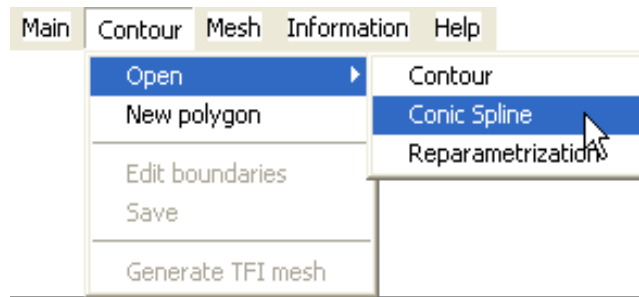 Main Contour Mesh Information Help
Open Contour
New polygon Conic Spline
Reparametrization
Edit boundaries
Save
Generate TFI mesh